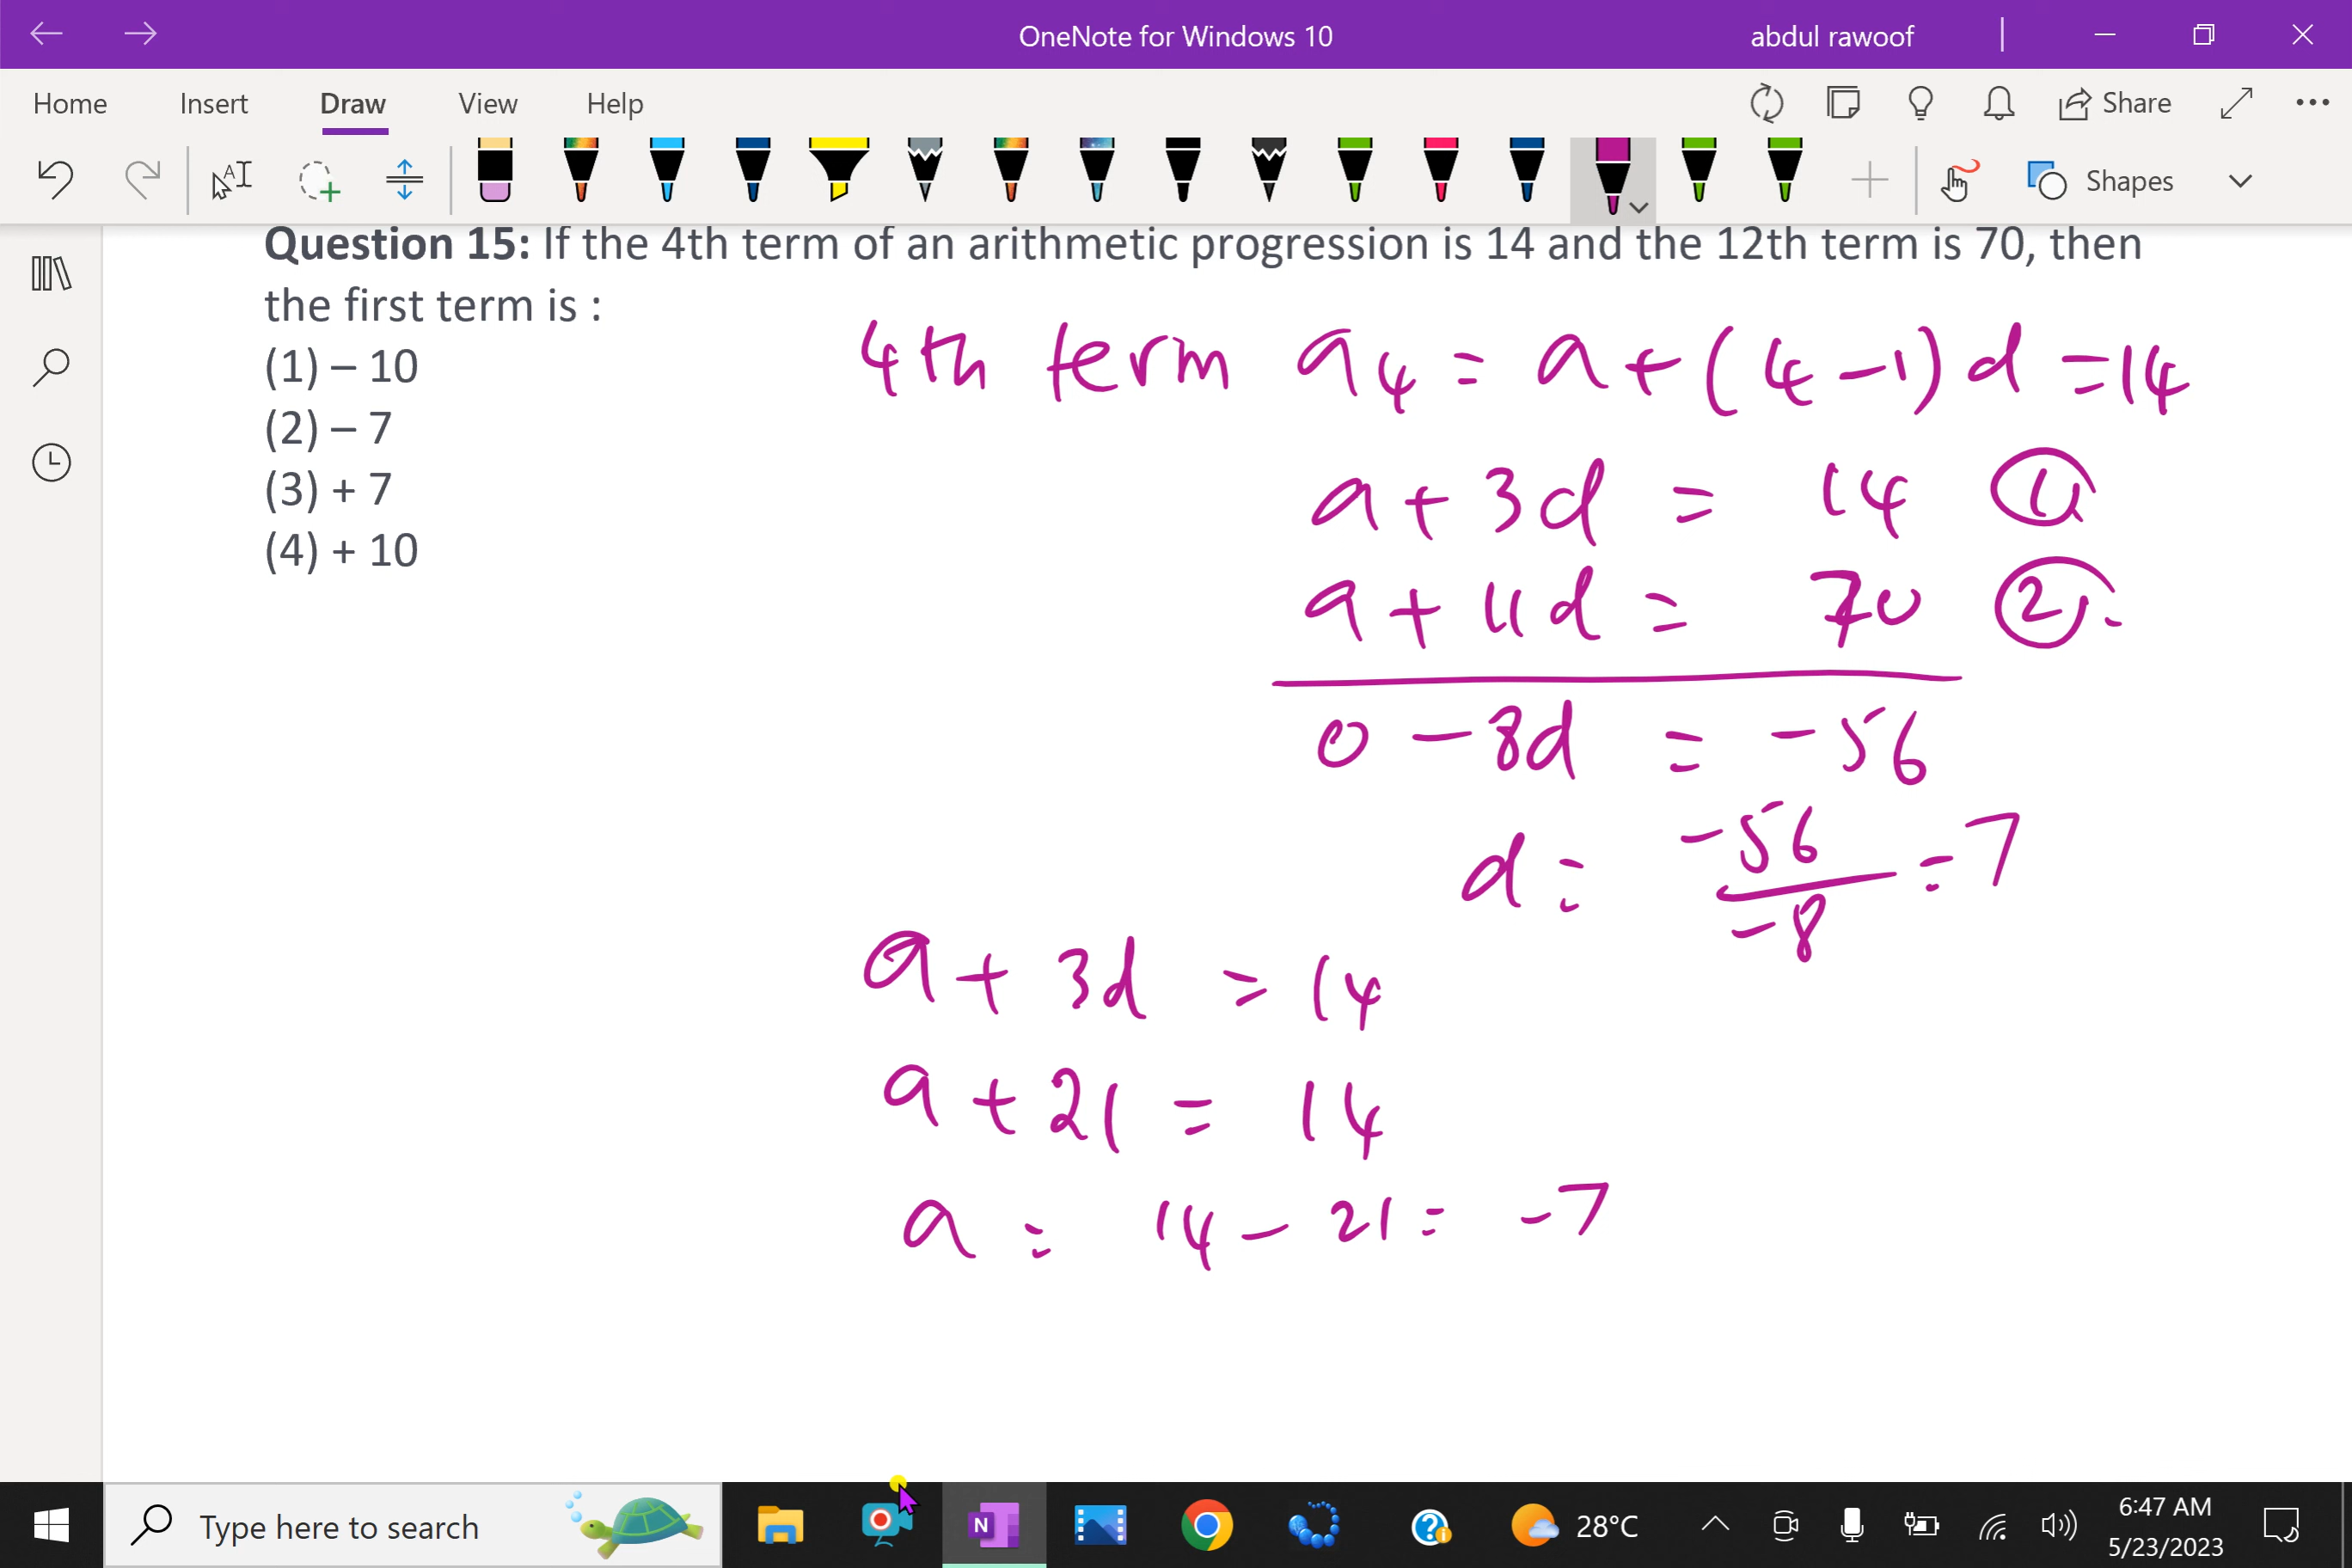 OneNote for Windows 10
abdul rawoof
Home Insert Draw View Help
Share
Shapes
Question 15: If the 4th term of an arithmetic progression is 14 and the 12th term is 70, then
the first term is :
(1) – 10
(2) – 7
(3) + 7
(4) + 10
4th term a4 = a + (4-1) d = 14
a + 3d = 14 (1)
a + 11d = 70 (2)
0 - 8d = -56
d = -56/-8 = 7
a + 3d = 14
a + 21 = 14
a = 14 - 21 = -7
Type here to search
28°C
6:47 AM
5/23/2023